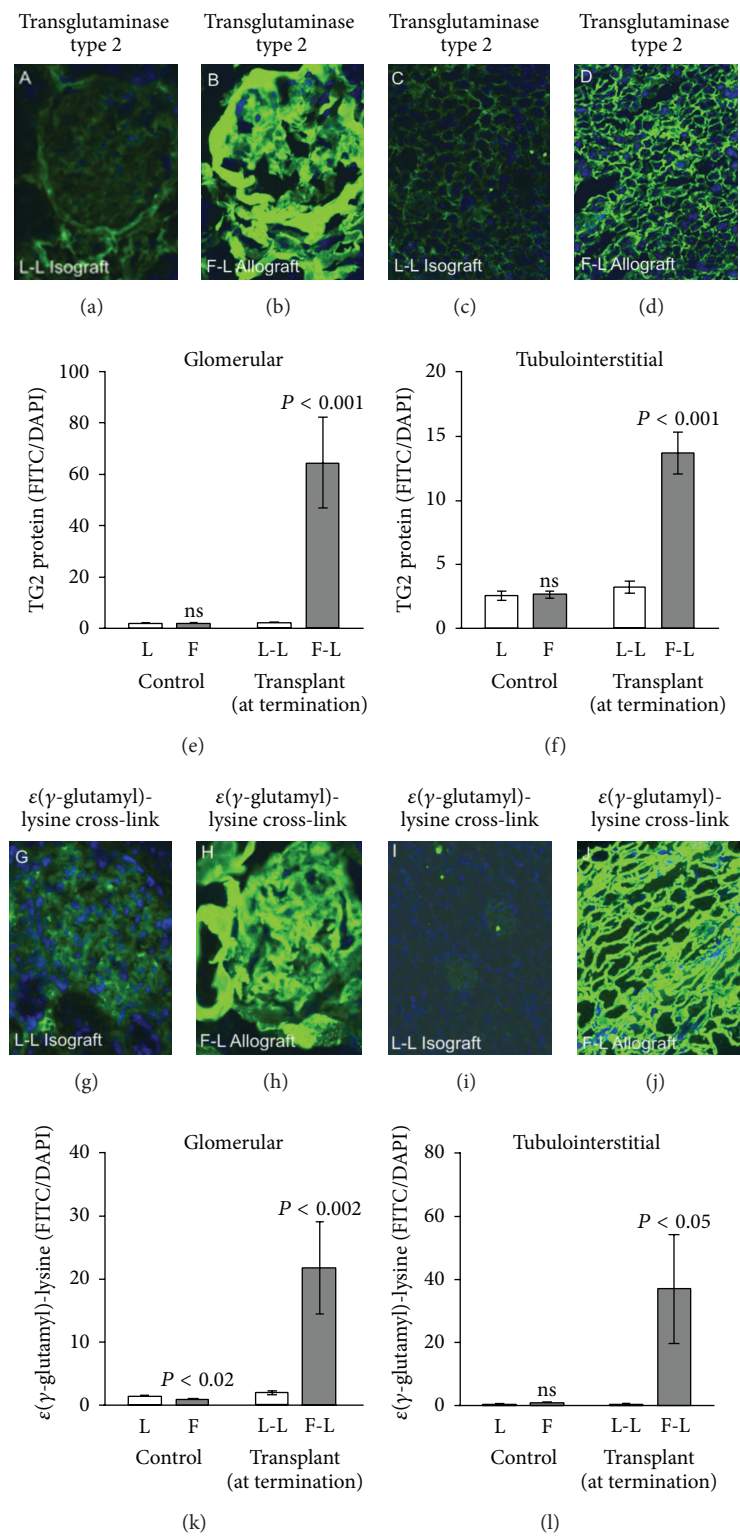 Transglutaminase Transglutaminase Transglutaminase Transglutaminase
type 2 type 2 type 2 type 2
A B C D
L-L Isograft F-L Allograft L-L Isograft F-L Allograft
(a) (b) (c) (d)
Glomerular
TG2 protein (FITC/DAPI)
100
80
60
40
20
0
P < 0.001
ns
L F L-L F-L
Control Transplant
(at termination)
(e)
Tubulointerstitial
TG2 protein (FITC/DAPI)
20
15
10
5
0
P < 0.001
ns
L F L-L F-L
Control Transplant
(at termination)
(f)
ε(γ-glutamyl)- ε(γ-glutamyl)- ε(γ-glutamyl)- ε(γ-glutamyl)-
lysine cross-link lysine cross-link lysine cross-link lysine cross-link
G H I
L-L Isograft F-L Allograft L-L Isograft F-L Allograft
(g) (h) (i) (j)
Glomerular
ε(γ-glutamyl)-lysine (FITC/DAPI)
40
30
20
10
0
P < 0.002
P < 0.02
L F L-L F-L
Control Transplant
(at termination)
(k)
Tubulointerstitial
ε(γ-glutamyl)-lysine (FITC/DAPI)
80
60
40
20
0
P < 0.05
ns
L F L-L F-L
Control Transplant
(at termination)
(l)